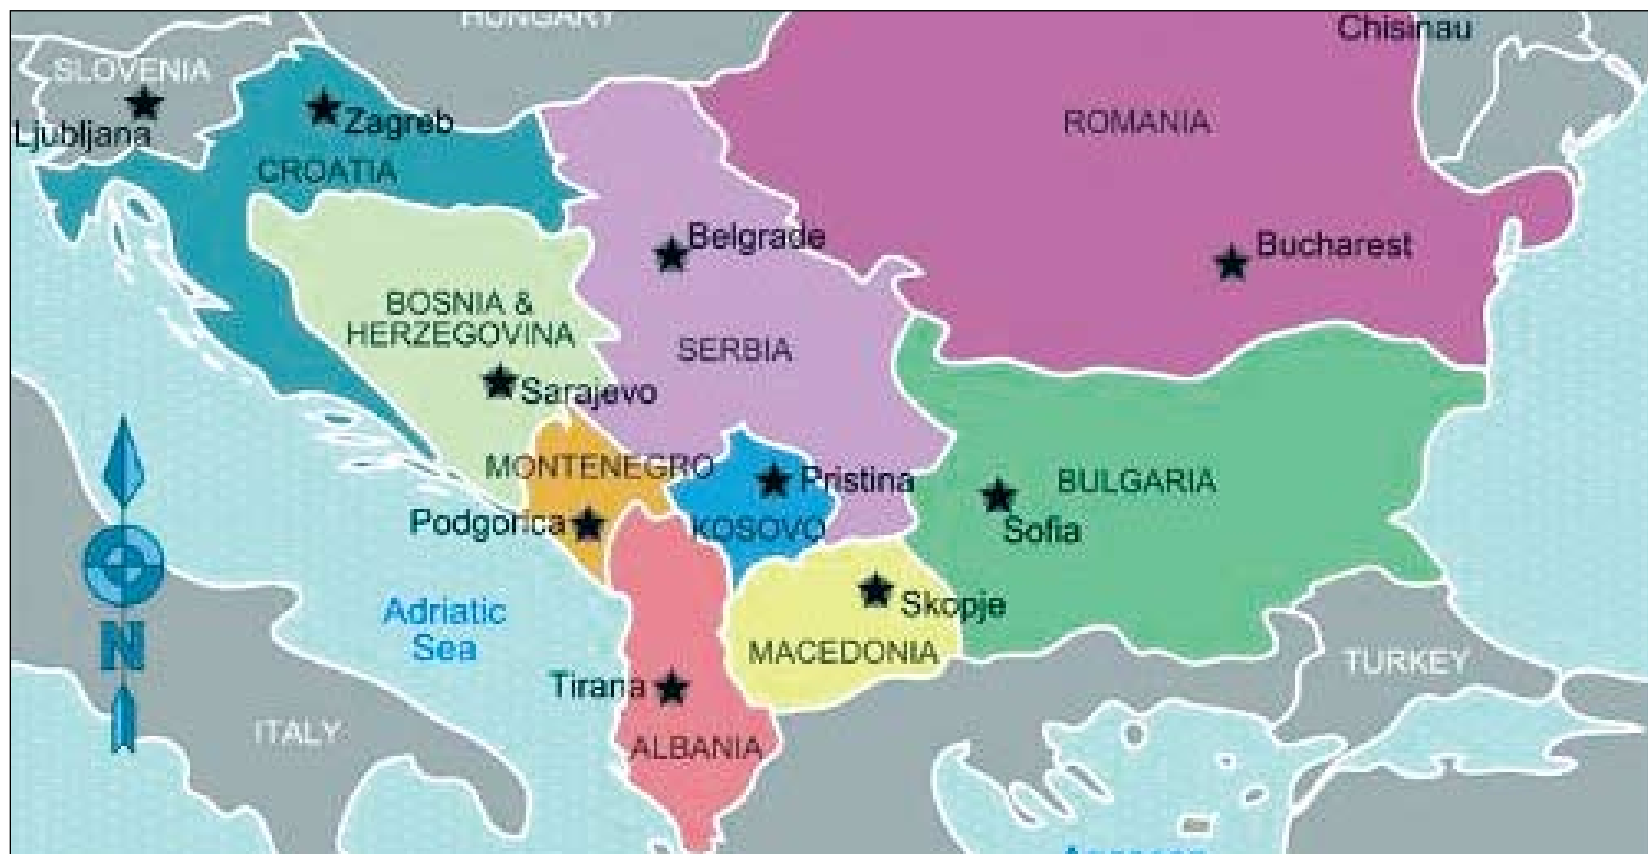 HUNGARY
Chisinau
SLOVENIA
Ljubljana
Zagreb
ROMANIA
CROATIA
Belgrade
Bucharest
BOSNIA &
HERZEGOVINA
SERBIA
Sarajevo
MONTENEGRO
Pristina
BULGARIA
Podgorica
KOSOVO
Sofia
Adriatic
Sea
Skopje
N
MACEDONIA
TURKEY
Tirana
ITALY
ALBANIA